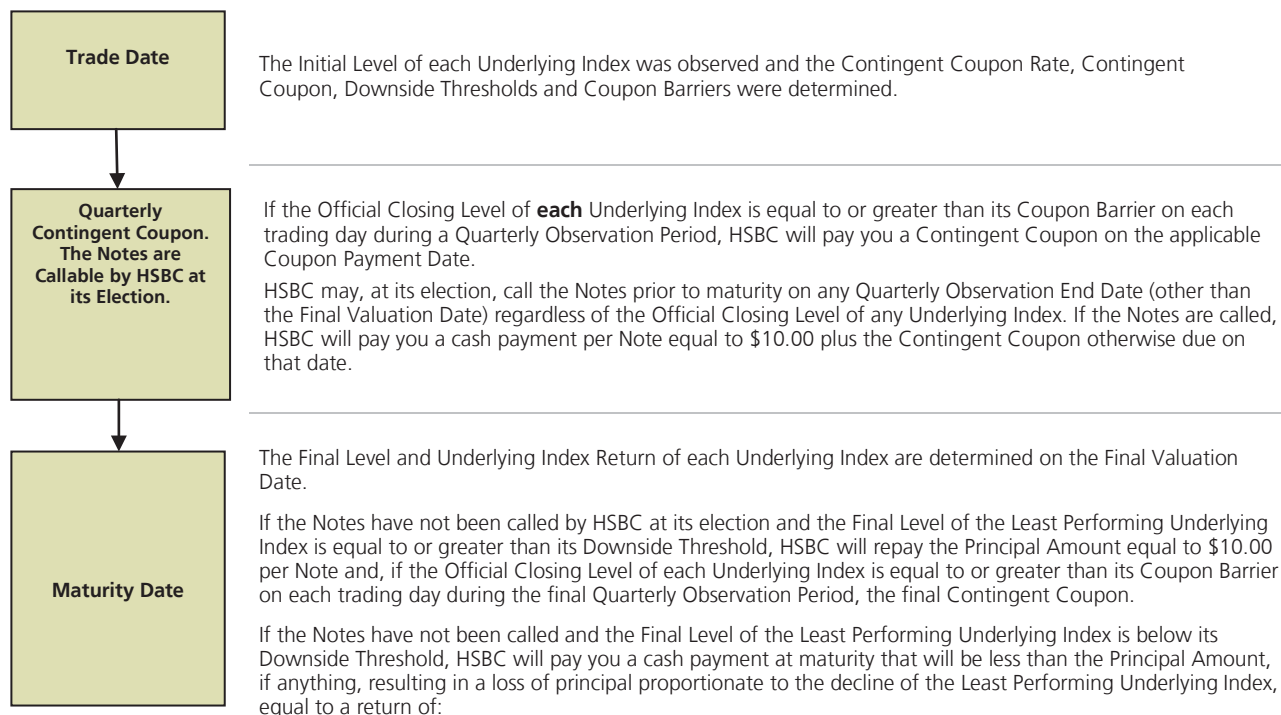 Trade Date
The Initial Level of each Underlying Index was observed and the Contingent Coupon Rate, Contingent
Coupon, Downside Thresholds and Coupon Barriers were determined.
Quarterly
Contingent Coupon.
The Notes are
Callable by HSBC at
its Election.
If the Official Closing Level of each Underlying Index is equal to or greater than its Coupon Barrier on each
trading day during a Quarterly Observation Period, HSBC will pay you a Contingent Coupon on the applicable
Coupon Payment Date.
HSBC may, at its election, call the Notes prior to maturity on any Quarterly Observation End Date (other than
the Final Valuation Date) regardless of the Official Closing Level of any Underlying Index. If the Notes are called,
HSBC will pay you a cash payment per Note equal to $10.00 plus the Contingent Coupon otherwise due on
that date.
Maturity Date
The Final Level and Underlying Index Return of each Underlying Index are determined on the Final Valuation
Date.
If the Notes have not been called by HSBC at its election and the Final Level of the Least Performing Underlying
Index is equal to or greater than its Downside Threshold, HSBC will repay the Principal Amount equal to $10.00
per Note and, if the Official Closing Level of each Underlying Index is equal to or greater than its Coupon Barrier
on each trading day during the final Quarterly Observation Period, the final Contingent Coupon.
If the Notes have not been called and the Final Level of the Least Performing Underlying Index is below its
Downside Threshold, HSBC will pay you a cash payment at maturity that will be less than the Principal Amount,
if anything, resulting in a loss of principal proportionate to the decline of the Least Performing Underlying Index,
equal to a return of: